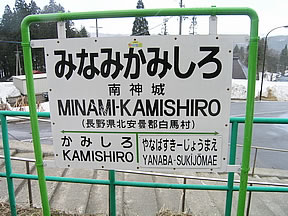 みなみかみしろ
南神城
MINAMI-KAMISHIRO
(長野県北安曇郡白馬村)
かみしろ
KAMISHIRO
やなばすきーじょうまえ
YANABA-SUKIJŌMAE